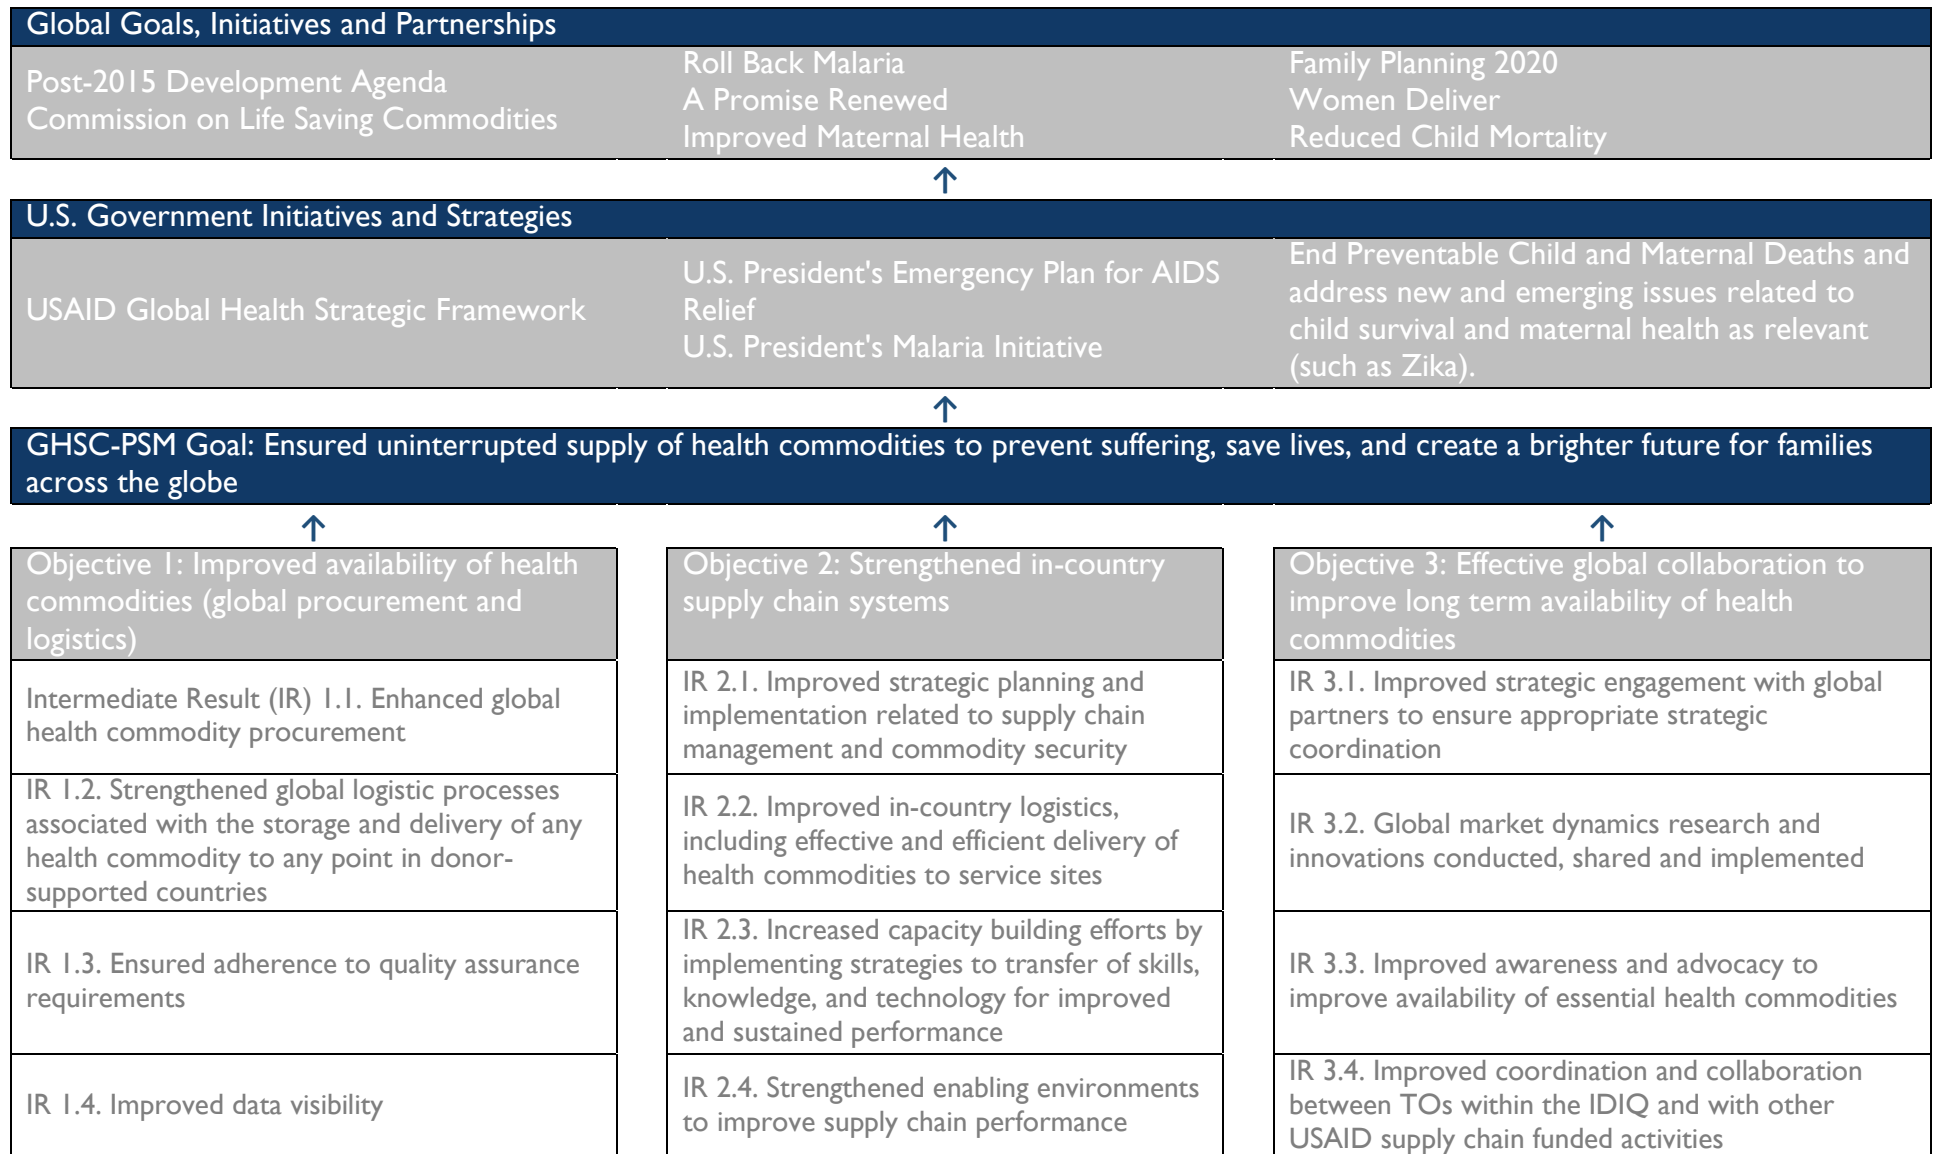 Global Goals, Initiatives and Partnerships
Post-2015 Development Agenda
Commission on Life Saving Commodities
Roll Back Malaria
A Promise Renewed
Improved Maternal Health
Family Planning 2020
Women Deliver
Reduced Child Mortality
↑
U.S. Government Initiatives and Strategies
USAID Global Health Strategic Framework
U.S. President's Emergency Plan for AIDS
Relief
U.S. President's Malaria Initiative
End Preventable Child and Maternal Deaths and
address new and emerging issues related to
child survival and maternal health as relevant
(such as Zika).
↑
GHSC-PSM Goal: Ensured uninterrupted supply of health commodities to prevent suffering, save lives, and create a brighter future for families
across the globe
↑ ↑ ↑
Objective 1: Improved availability of health
commodities (global procurement and
logistics)
Intermediate Result (IR) 1.1. Enhanced global
health commodity procurement
IR 1.2. Strengthened global logistic processes
associated with the storage and delivery of any
health commodity to any point in donor-
supported countries
IR 1.3. Ensured adherence to quality assurance
requirements
IR 1.4. Improved data visibility
Objective 2: Strengthened in-country
supply chain systems
IR 2.1. Improved strategic planning and
implementation related to supply chain
management and commodity security
IR 2.2. Improved in-country logistics,
including effective and efficient delivery of
health commodities to service sites
IR 2.3. Increased capacity building efforts by
implementing strategies to transfer of skills,
knowledge, and technology for improved
and sustained performance
IR 2.4. Strengthened enabling environments
to improve supply chain performance
Objective 3: Effective global collaboration to
improve long term availability of health
commodities
IR 3.1. Improved strategic engagement with global
partners to ensure appropriate strategic
coordination
IR 3.2. Global market dynamics research and
innovations conducted, shared and implemented
IR 3.3. Improved awareness and advocacy to
improve availability of essential health commodities
IR 3.4. Improved coordination and collaboration
between TOs within the IDIQ and with other
USAID supply chain funded activities